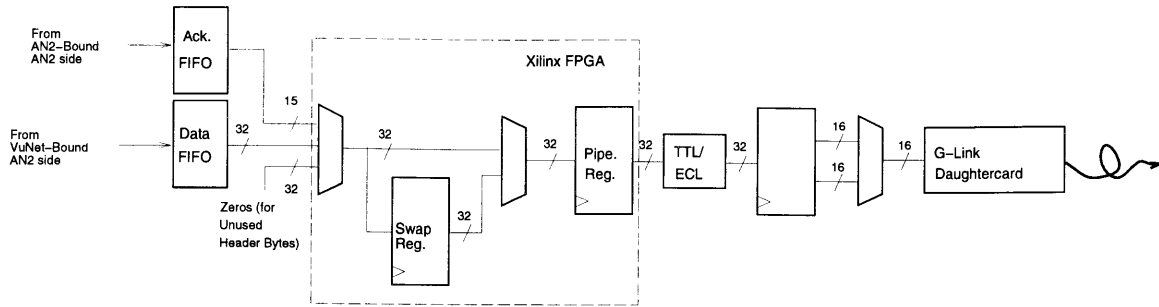 From
AN2-Bound
AN2 side
Ack.
FIFO
Xilinx FPGA
From
VuNet-Bound
AN2 side
Data
FIFO
32
15
32
Zeros (for
Unused
Header Bytes)
32
Swap
Reg.
32
32
Pipe.
Reg.
32
TTL/
ECL
32
16
16
16
G-Link
Daughtercard